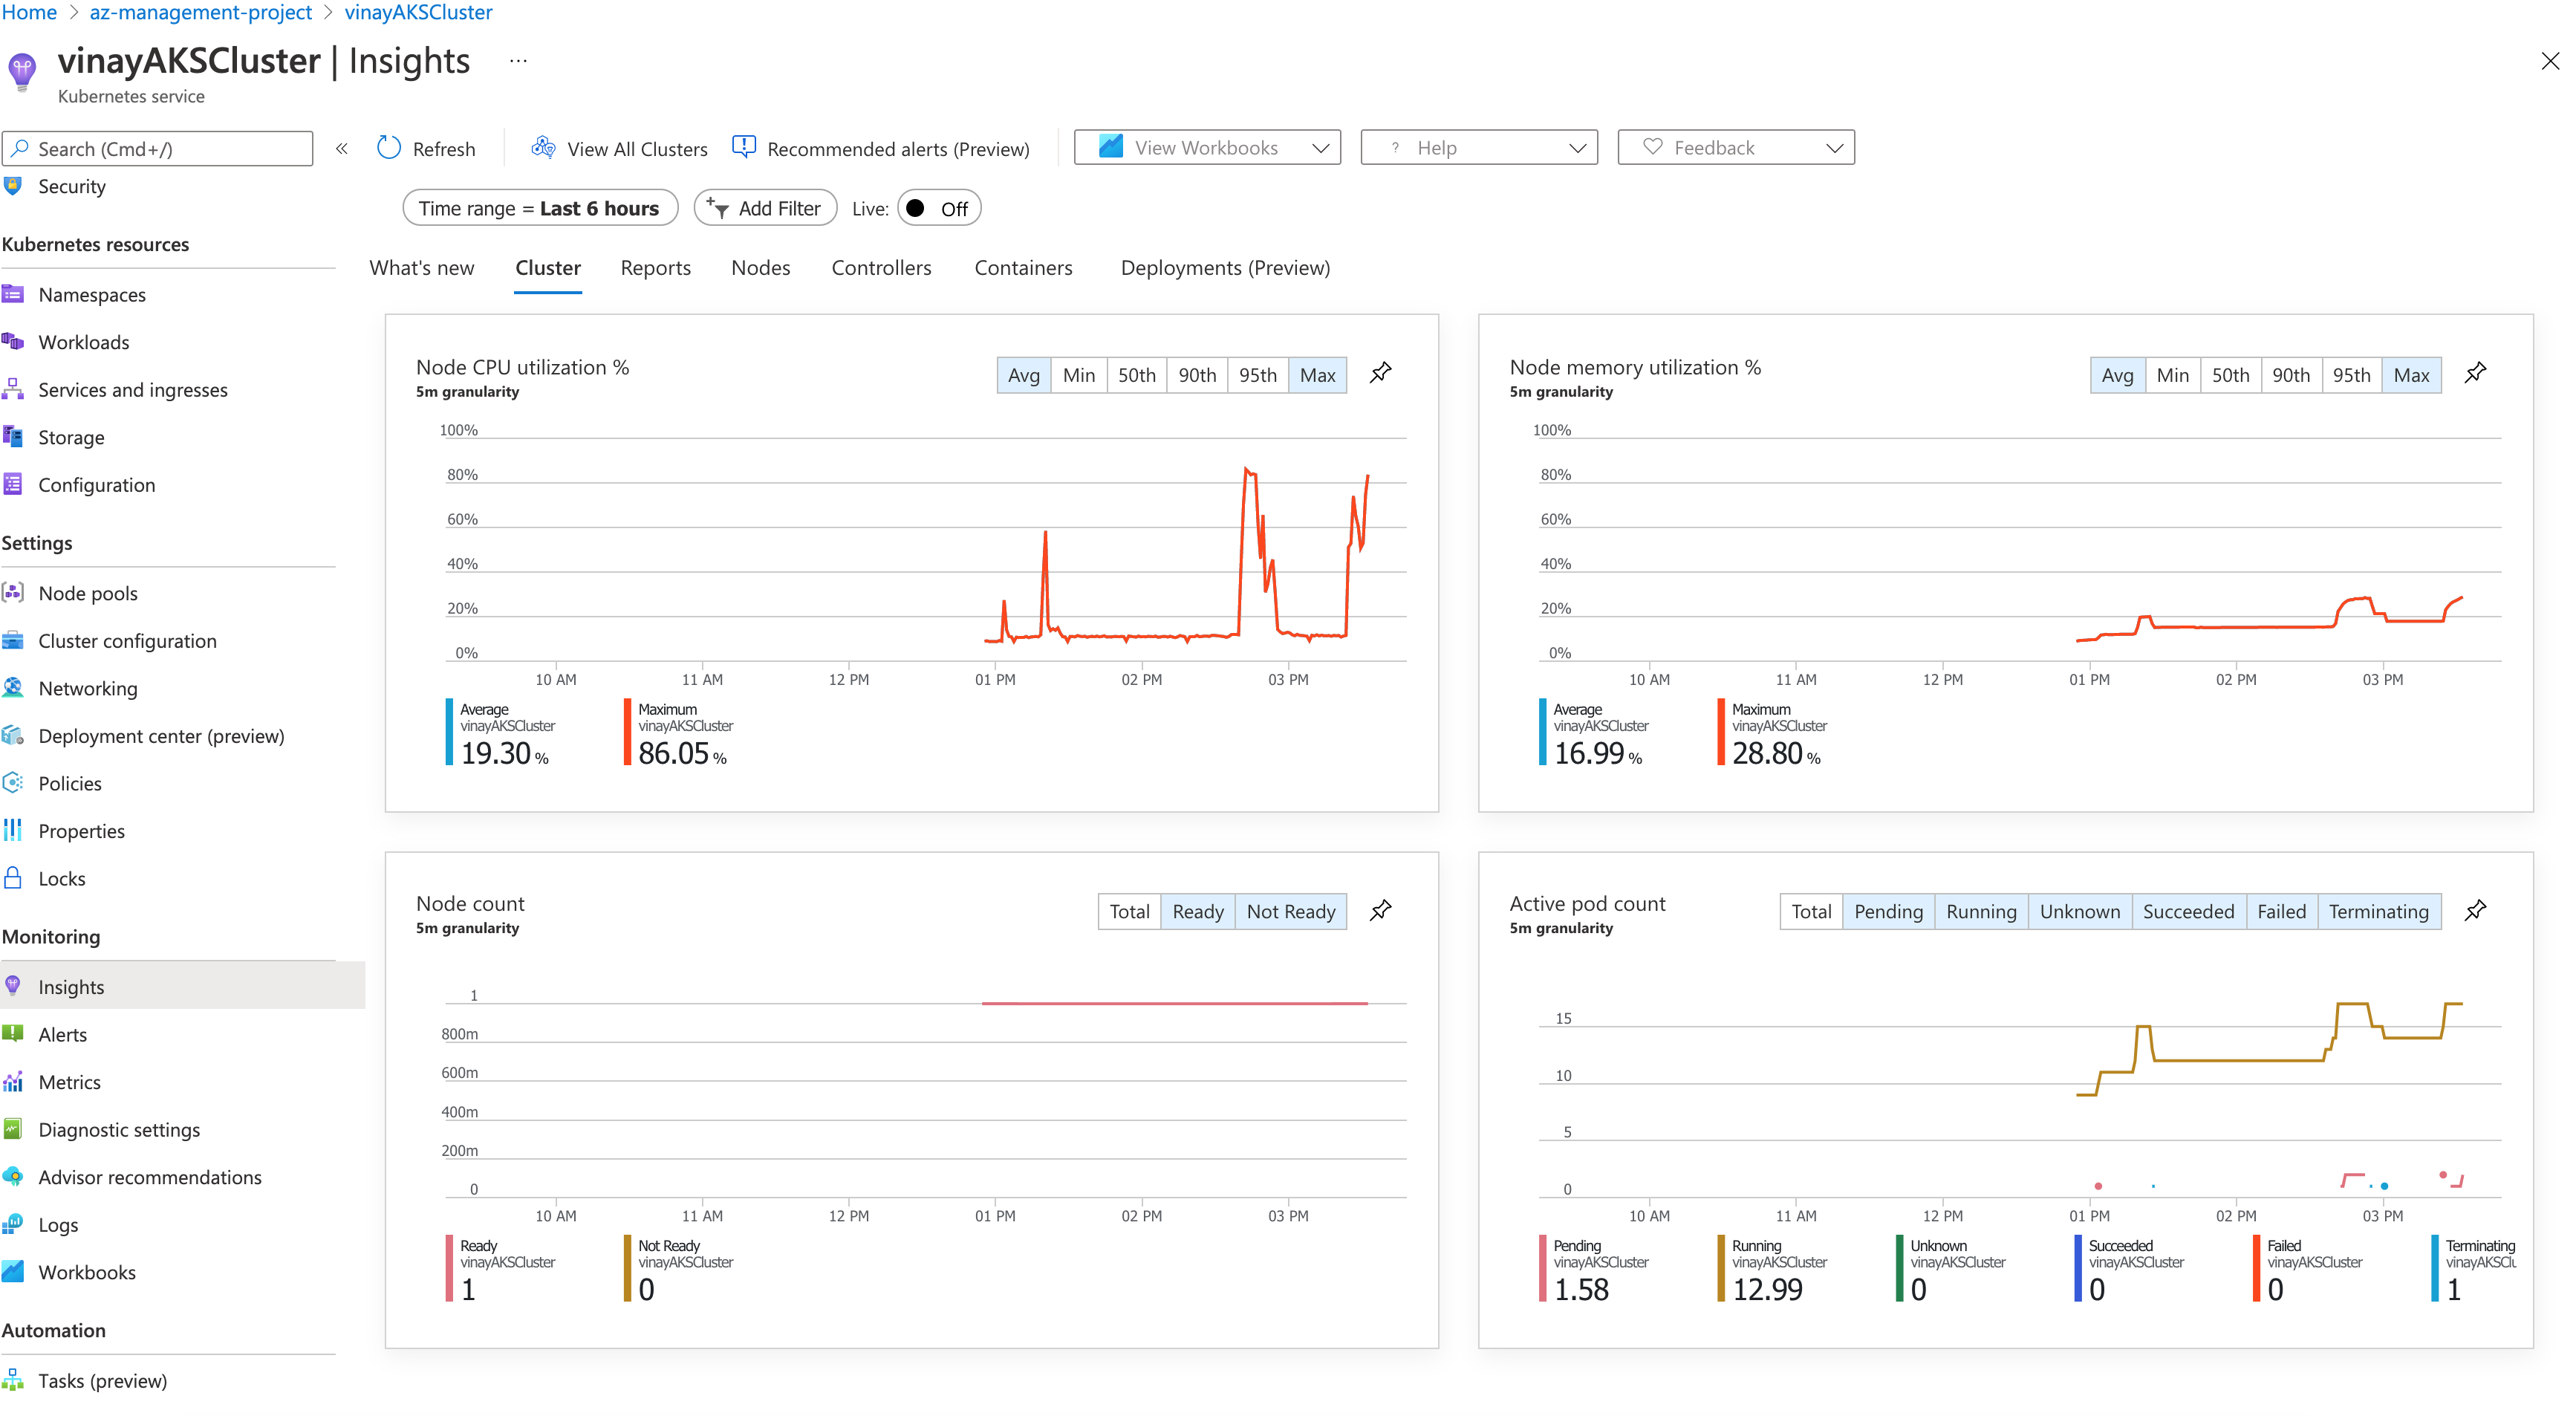 Home > az-management-project > vinayAKSCluster
vinayAKSCluster | Insights ...
Kubernetes service
Search (Cmd+/)
«
Refresh
View All Clusters
Recommended alerts (Preview)
View Workbooks
? Help
Feedback
Time range = Last 6 hours
Add Filter
Live: Off
What's new
Cluster
Reports
Nodes
Controllers
Containers
Deployments (Preview)
Security
Kubernetes resources
Namespaces
Workloads
Services and ingresses
Storage
Configuration
Settings
Node pools
Cluster configuration
Networking
Deployment center (preview)
Policies
Properties
Locks
Monitoring
Insights
Alerts
Metrics
Diagnostic settings
Advisor recommendations
Logs
Workbooks
Automation
Tasks (preview)
Node CPU utilization %
5m granularity
Avg Min 50th 90th 95th Max
100%
80%
60%
40%
20%
0%
10 AM 11 AM 12 PM 01 PM 02 PM 03 PM
Average
vinayAKSCluster
19.30 %
Maximum
vinayAKSCluster
86.05 %
Node memory utilization %
5m granularity
Avg Min 50th 90th 95th Max
100%
80%
60%
40%
20%
0%
10 AM 11 AM 12 PM 01 PM 02 PM 03 PM
Average
vinayAKSCluster
16.99 %
Maximum
vinayAKSCluster
28.80 %
Node count
5m granularity
Total Ready Not Ready
1
800m
600m
400m
200m
0
10 AM 11 AM 12 PM 01 PM 02 PM 03 PM
Ready
vinayAKSCluster
1
Not Ready
vinayAKSCluster
0
Active pod count
5m granularity
Total Pending Running Unknown Succeeded Failed Terminating
15
10
5
0
10 AM 11 AM 12 PM 01 PM 02 PM 03 PM
Pending
vinayAKSCluster
1.58
Running
vinayAKSCluster
12.99
Unknown
vinayAKSCluster
0
Succeeded
vinayAKSCluster
0
Failed
vinayAKSCluster
0
Terminating
vinayAKSCl
1